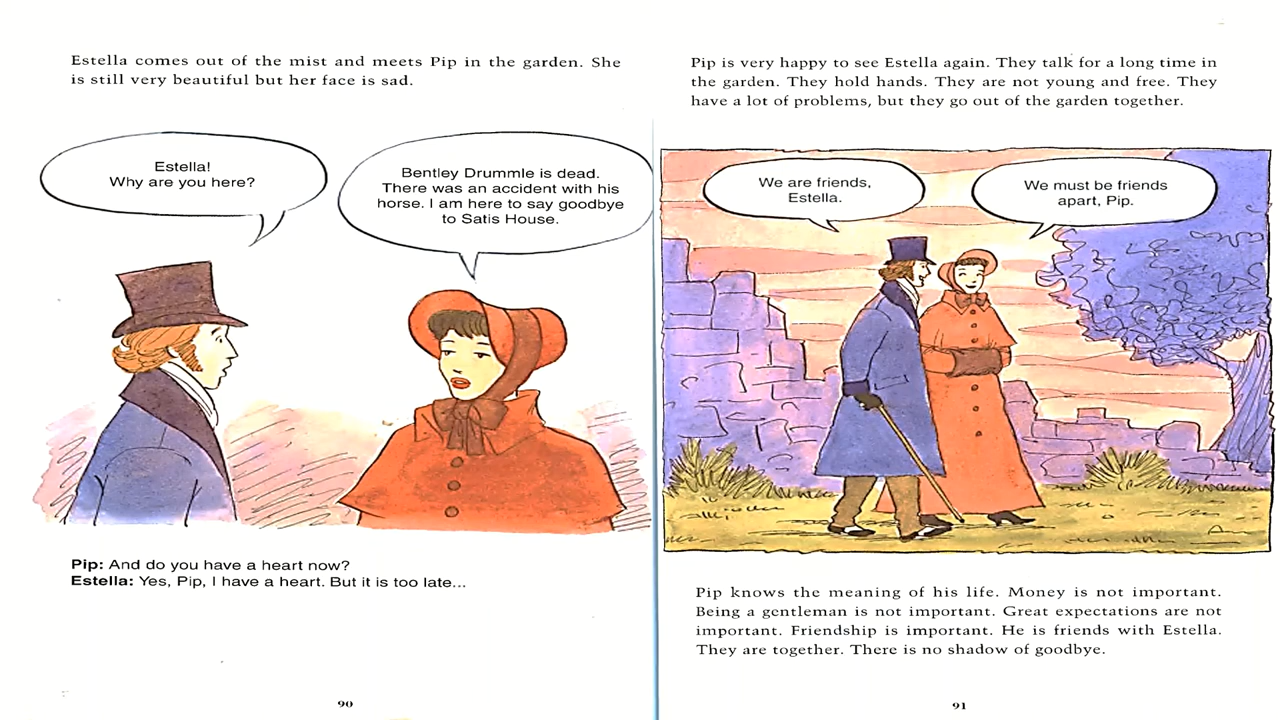 Estella comes out of the mist and meets Pip in the garden. She
is still very beautiful but her face is sad.
Estella!
Why are you here?
Bentley Drummle is dead.
There was an accident with his
horse. I am here to say goodbye
to Satis House.
Pip: And do you have a heart now?
Estella: Yes, Pip, I have a heart. But it is too late...
90
Pip is very happy to see Estella again. They talk for a long time in
the garden. They hold hands. They are not young and free. They
have a lot of problems, but they go out of the garden together.
We are friends,
Estella.
We must be friends
apart, Pip.
Pip knows the meaning of his life. Money is not important.
Being a gentleman is not important. Great expectations are not
important. Friendship is important. He is friends with Estella.
They are together. There is no shadow of goodbye.
91